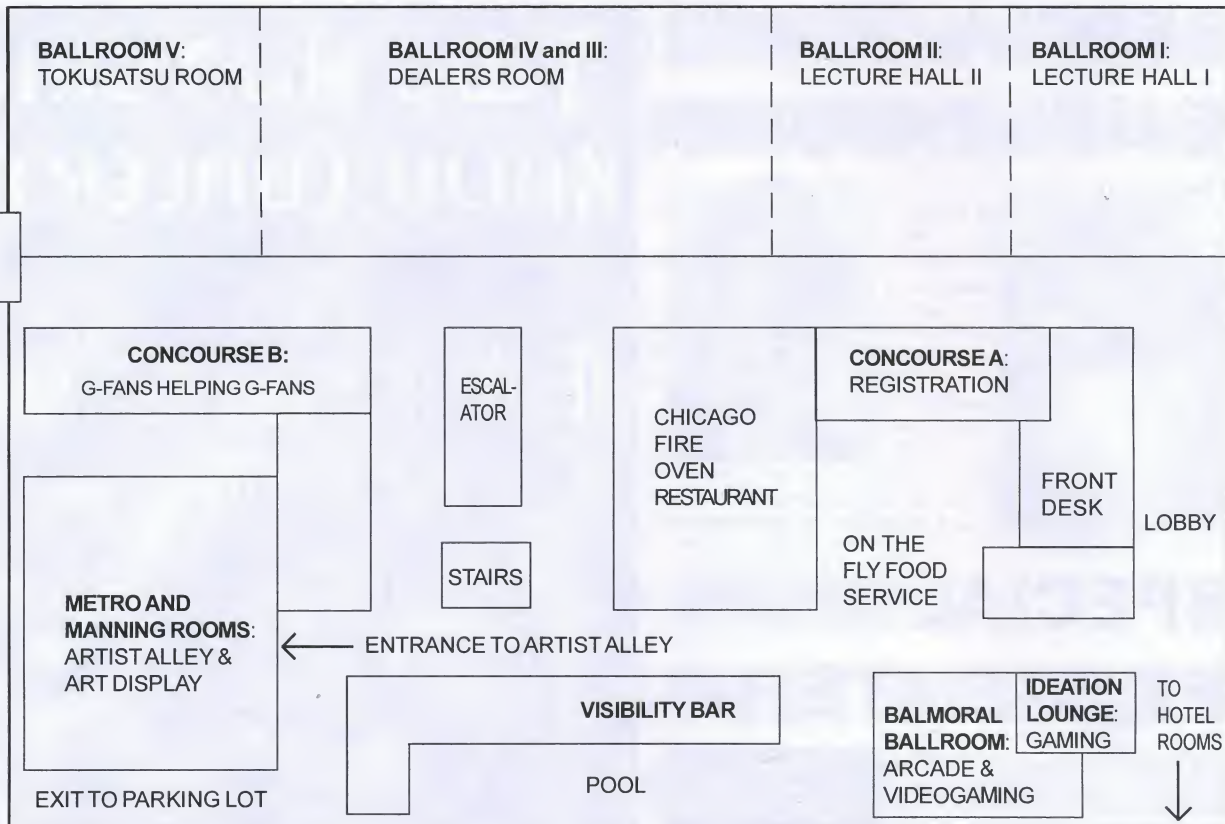 BALLROOM V:
TOKUSATSU ROOM
BALLROOM IV and III:
DEALERS ROOM
BALLROOM II:
LECTURE HALL II
BALLROOM I:
LECTURE HALL I
CONCOURSE B:
G-FANS HELPING G-FANS
ESCAL-
ATOR
STAIRS
CHICAGO
FIRE
OVEN
RESTAURANT
CONCOURSE A:
REGISTRATION
FRONT
DESK
LOBBY
ON THE
FLY FOOD
SERVICE
METRO AND
MANNING ROOMS:
ARTIST ALLEY &
ART DISPLAY
ENTRANCE TO ARTIST ALLEY
VISIBILITY BAR
POOL
BALMORAL
BALLROOM:
ARCADE &
VIDEOGAMING
IDEATION
LOUNGE:
GAMING
TO
HOTEL
ROOMS
EXIT TO PARKING LOT